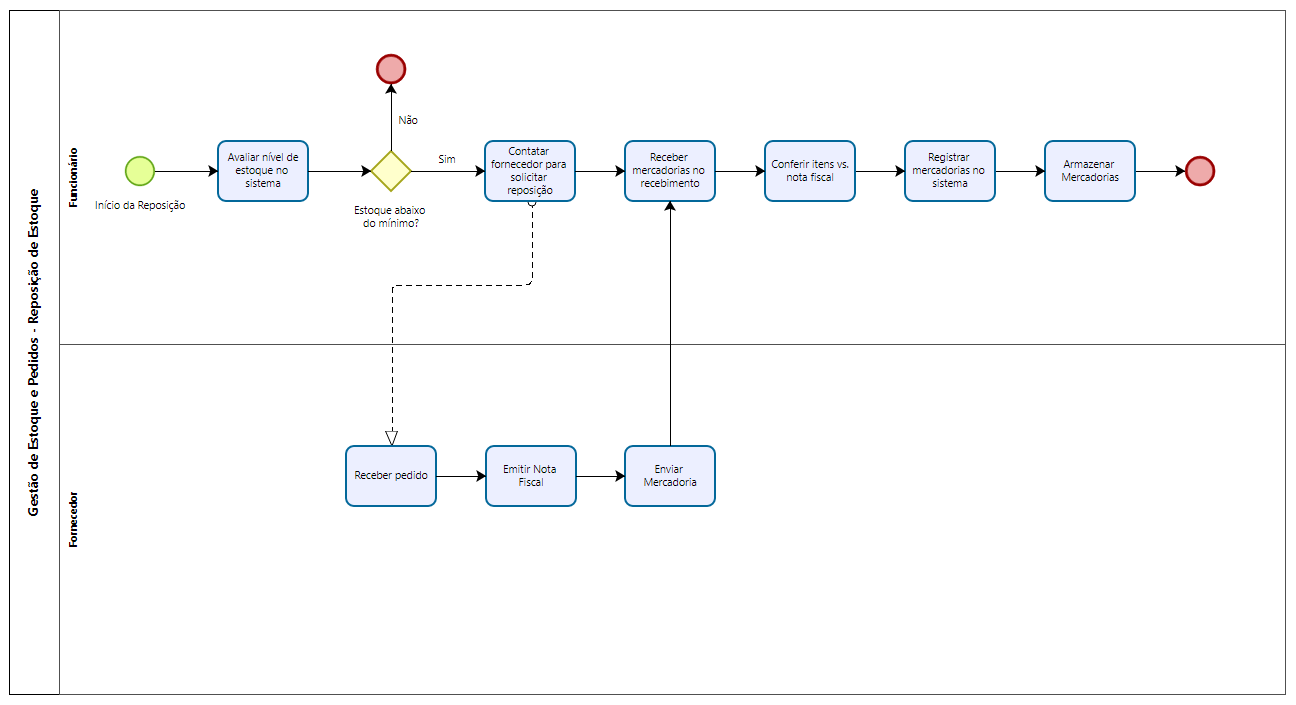 Gestão de Estoque e Pedidos - Reposição de Estoque
Funcionário
Início da Reposição
Avaliar nível de
estoque no
sistema
Não
Sim
Estoque abaixo
do mínimo?
Contatar
fornecedor para
solicitar
reposição
Receber
mercadorias no
recebimento
Conferir itens vs.
nota fiscal
Registrar
mercadorias no
sistema
Armazenar
Mercadorias
Fornecedor
Receber pedido
Emitir Nota
Fiscal
Enviar
Mercadoria